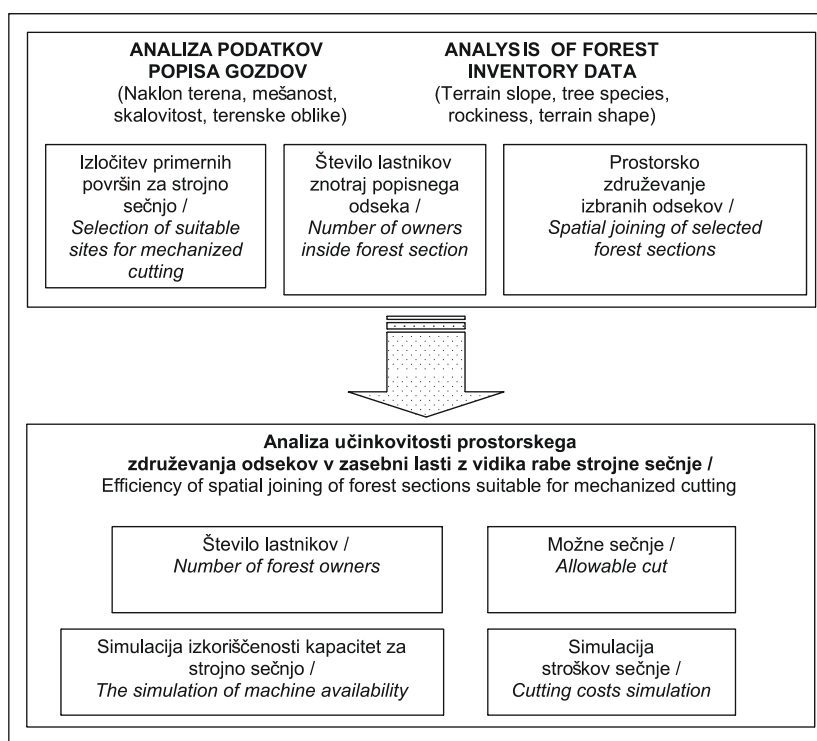 ANALIZA PODATKOV
POPISA GOZDOV
(Naklon terena, mešanost,
skalovitost, terenske oblike)
ANALYSIS OF FOREST
INVENTORY DATA
(Terrain slope, tree species,
rockiness, terrain shape)
Izločitev primernih
površin za strojno
sečnjo /
Selection of suitable
sites for mechanized
cutting
Število lastnikov
znotraj popisnega
odseka /
Number of owners
inside forest section
Prostorsko
združevanje
izbranih odsekov /
Spatial joining of selected
forest sections
Analiza učinkovitosti prostorskega
združevanja odsekov v zasebni lasti z vidika rabe strojne sečnje /
Efficiency of spatial joining of forest sections suitable for mechanized cutting
Število lastnikov /
Number of forest owners
Možne sečnje /
Allowable cut
Simulacija izkoriščenosti kapacitet za
strojno sečnjo /
The simulation of machine availability
Simulacija
stroškov sečnje /
Cutting costs simulation